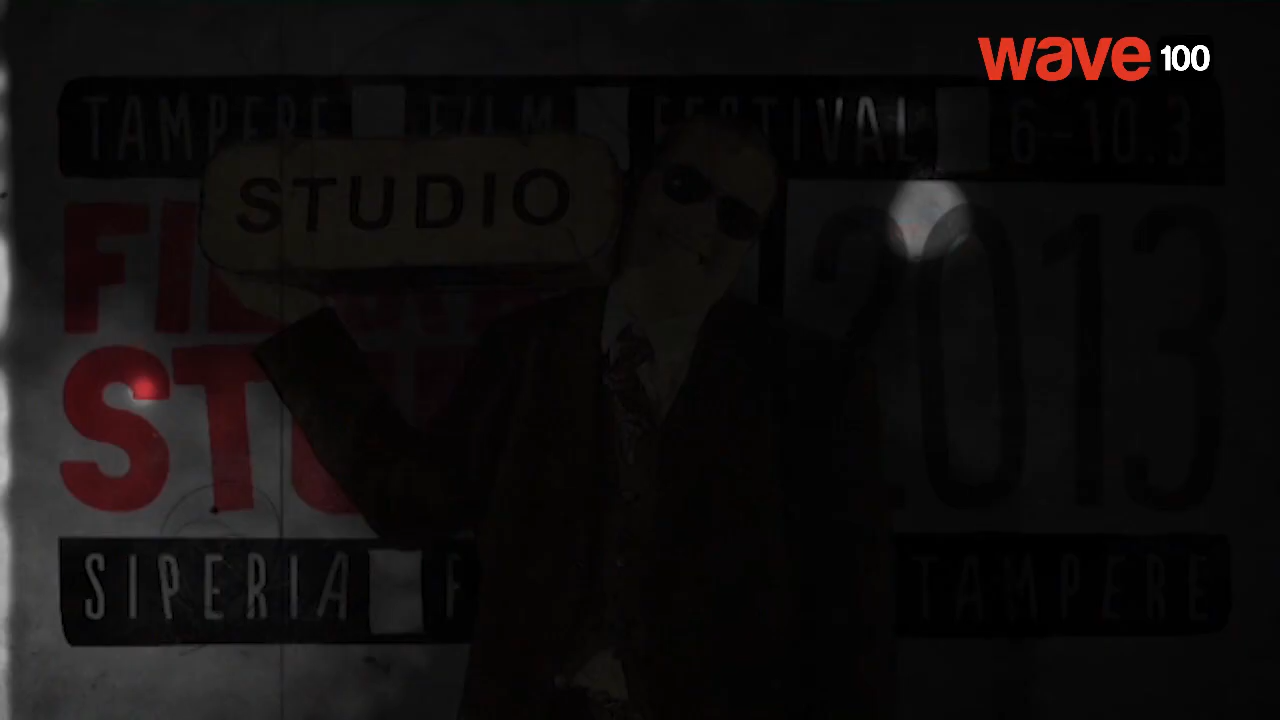 wave 100
TAMPERE FILM FESTIVAL 6-10.3
STUDIO
2013
SIPERIA
TAMPERE